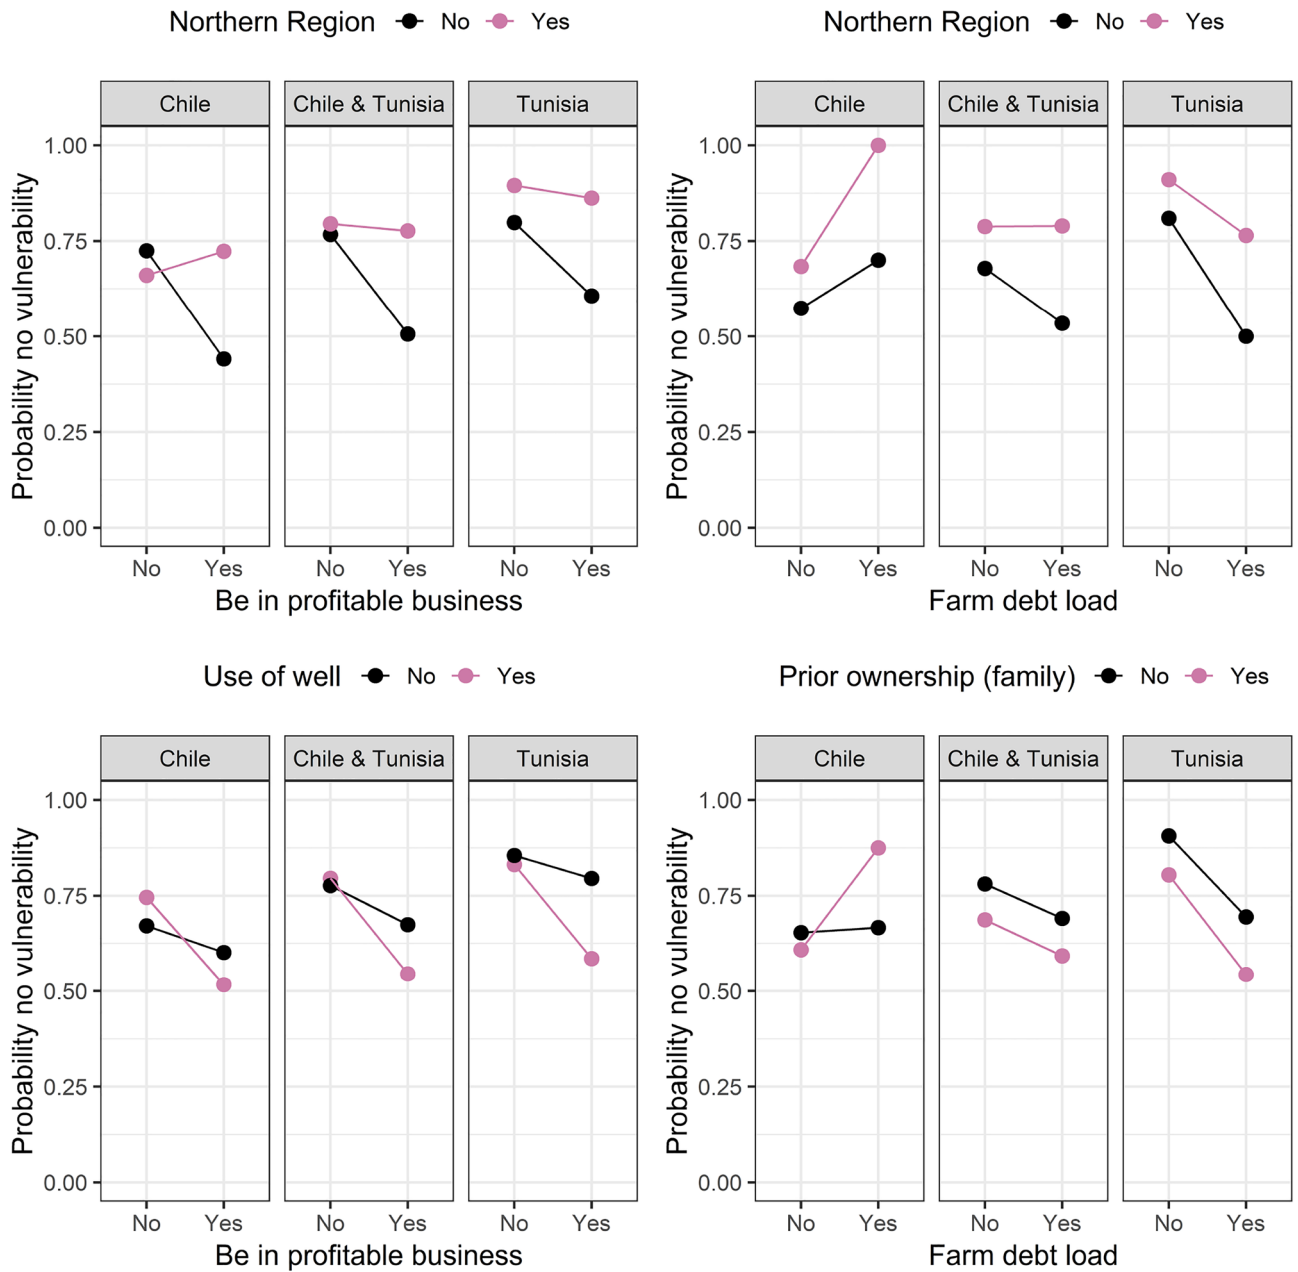 Northern Region No Yes
Chile Chile & Tunisia Tunisia
Probability no vulnerability
1.00
0.75
0.50
0.25
0.00
No Yes No Yes No Yes
Be in profitable business
Northern Region No Yes
Chile Chile & Tunisia Tunisia
Probability no vulnerability
1.00
0.75
0.50
0.25
0.00
No Yes No Yes No Yes
Farm debt load
Use of well No Yes
Chile Chile & Tunisia Tunisia
Probability no vulnerability
1.00
0.75
0.50
0.25
0.00
No Yes No Yes No Yes
Be in profitable business
Prior ownership (family) No Yes
Chile Chile & Tunisia Tunisia
Probability no vulnerability
1.00
0.75
0.50
0.25
0.00
No Yes No Yes No Yes
Farm debt load